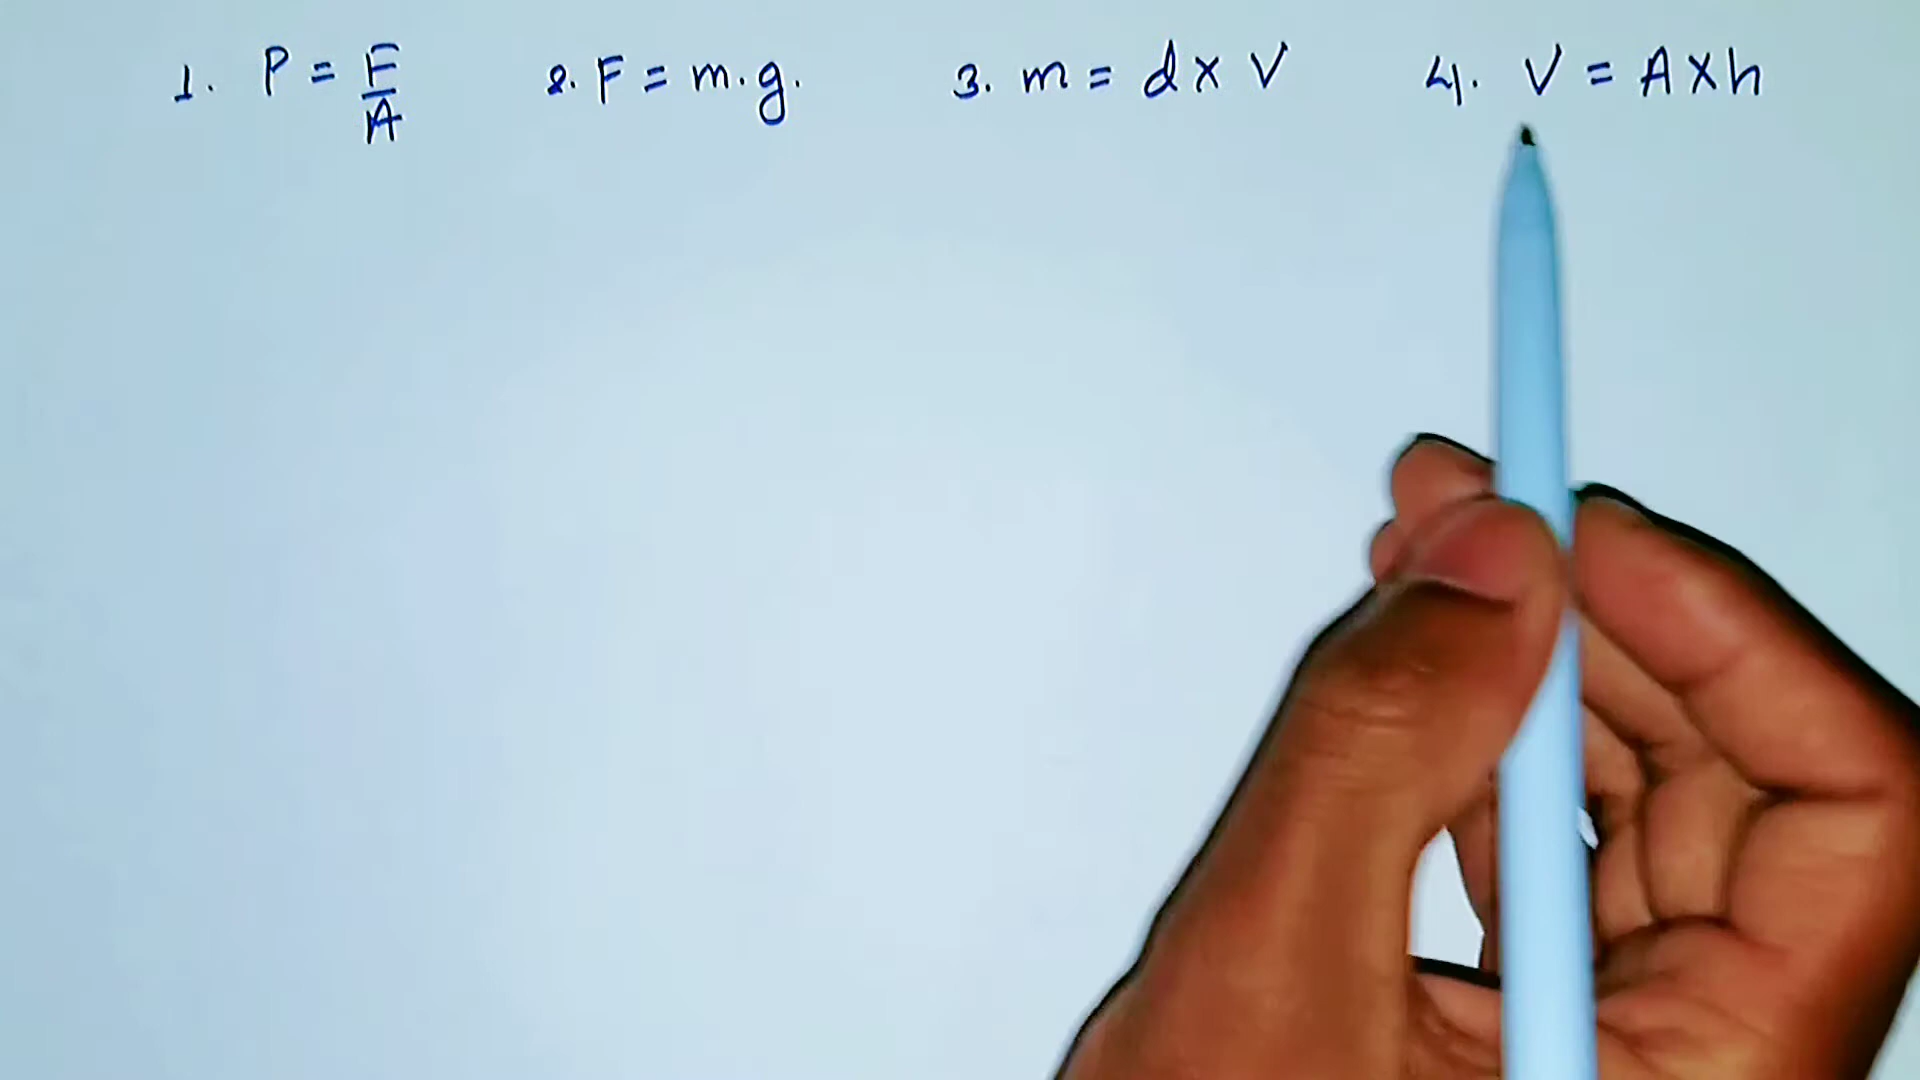 1. P = F/A 2. F = m.g. 3. m = d x V 4. V = A x h